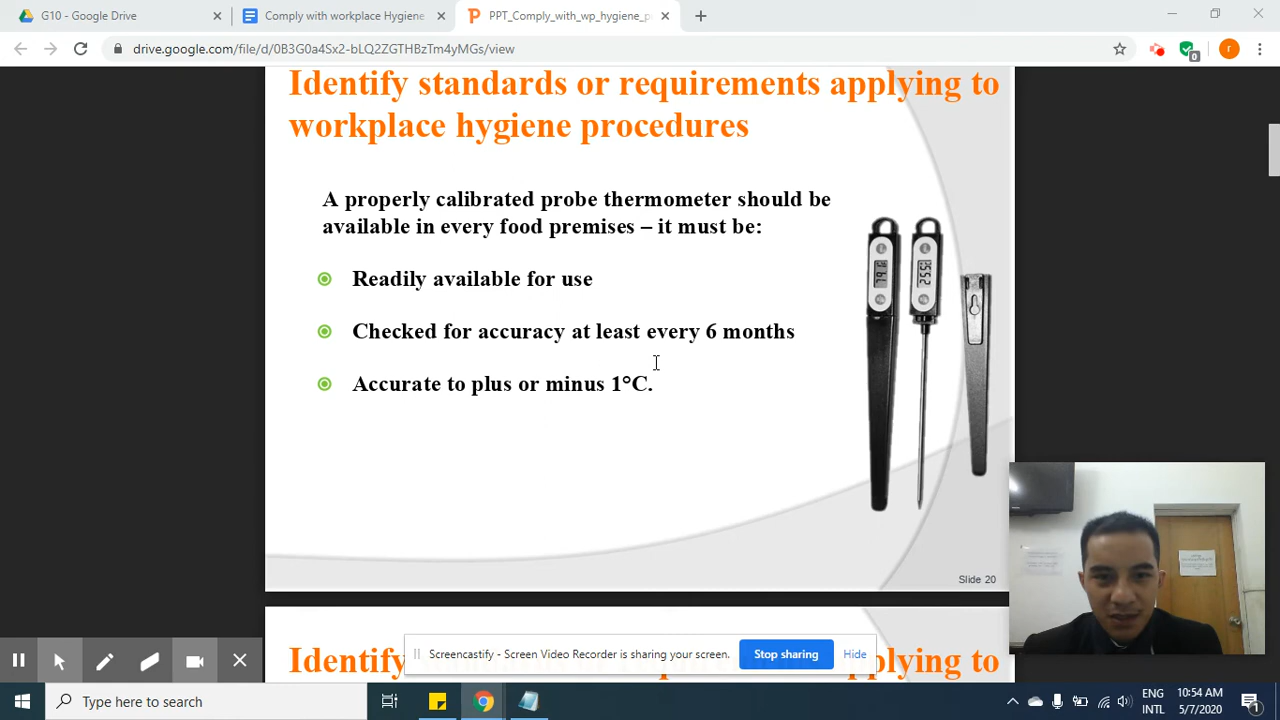 G10 - Google Drive
Comply with workplace Hygiene
PPT_Comply_with_wp_hygiene_p
drive.google.com/file/d/0B3G0a4Sx2-bLQ2ZGTHBzTm4yMGs/view
0
r
Identify standards or requirements applying to
workplace hygiene procedures
A properly calibrated probe thermometer should be
available in every food premises – it must be:
Readily available for use
Checked for accuracy at least every 6 months
Accurate to plus or minus 1°C.
Slide 20
Screencastify - Screen Video Recorder is sharing your screen.
Stop sharing
Hide
Type here to search
ENG
INTL
10:54 AM
5/7/2020
1